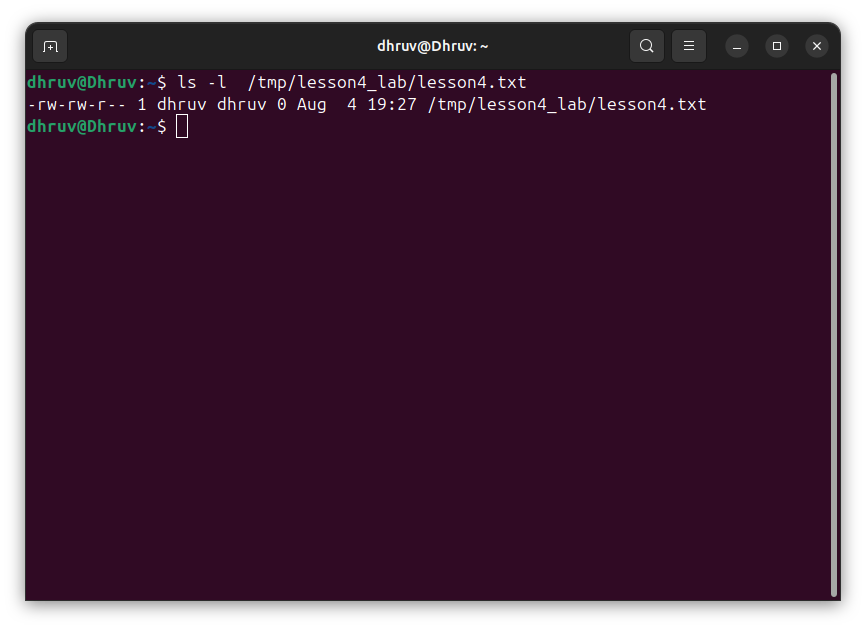 dhruv@Dhruv: ~
dhruv@Dhruv:~$ ls -l  /tmp/lesson4_lab/lesson4.txt
-rw-rw-r-- 1 dhruv dhruv 0 Aug  4 19:27 /tmp/lesson4_lab/lesson4.txt
dhruv@Dhruv:~$